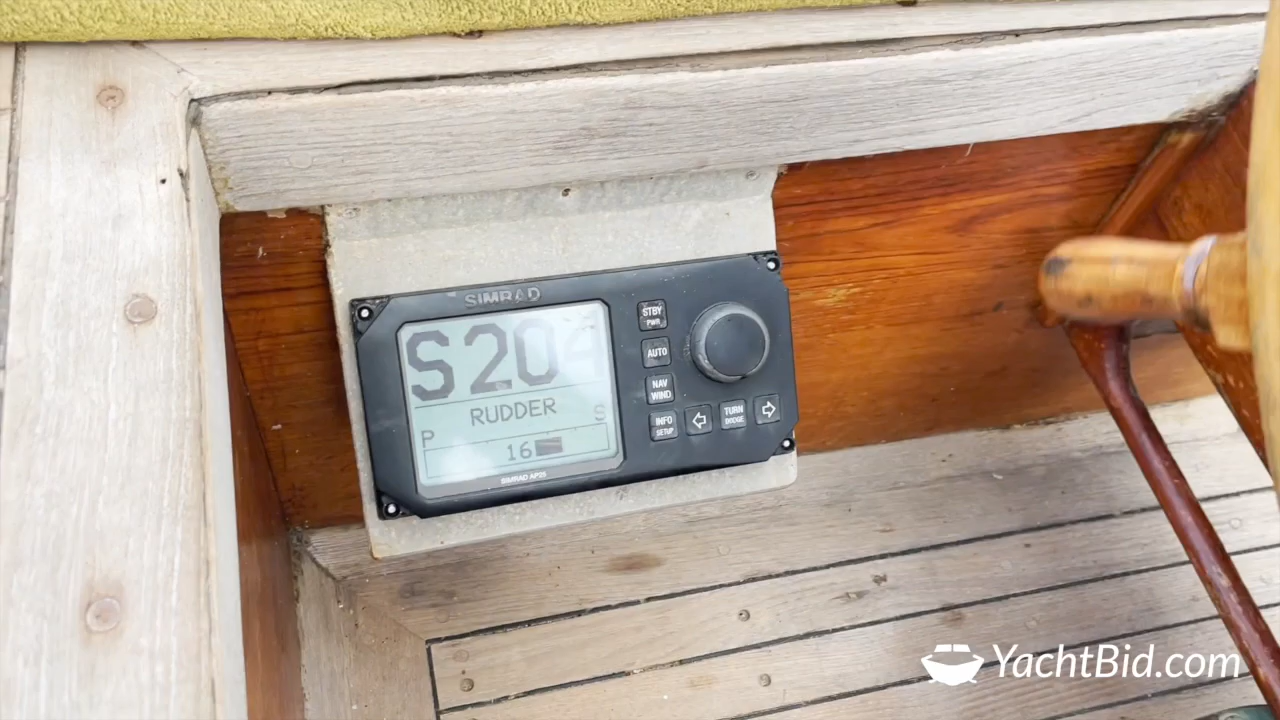 SIMRAD
S20
RUDDER
P S
16
SIMRAD AP25
STBY
Pwr
AUTO
NAV
WIND
INFO
SETUP
TURN
DODGE
YachtBid.com